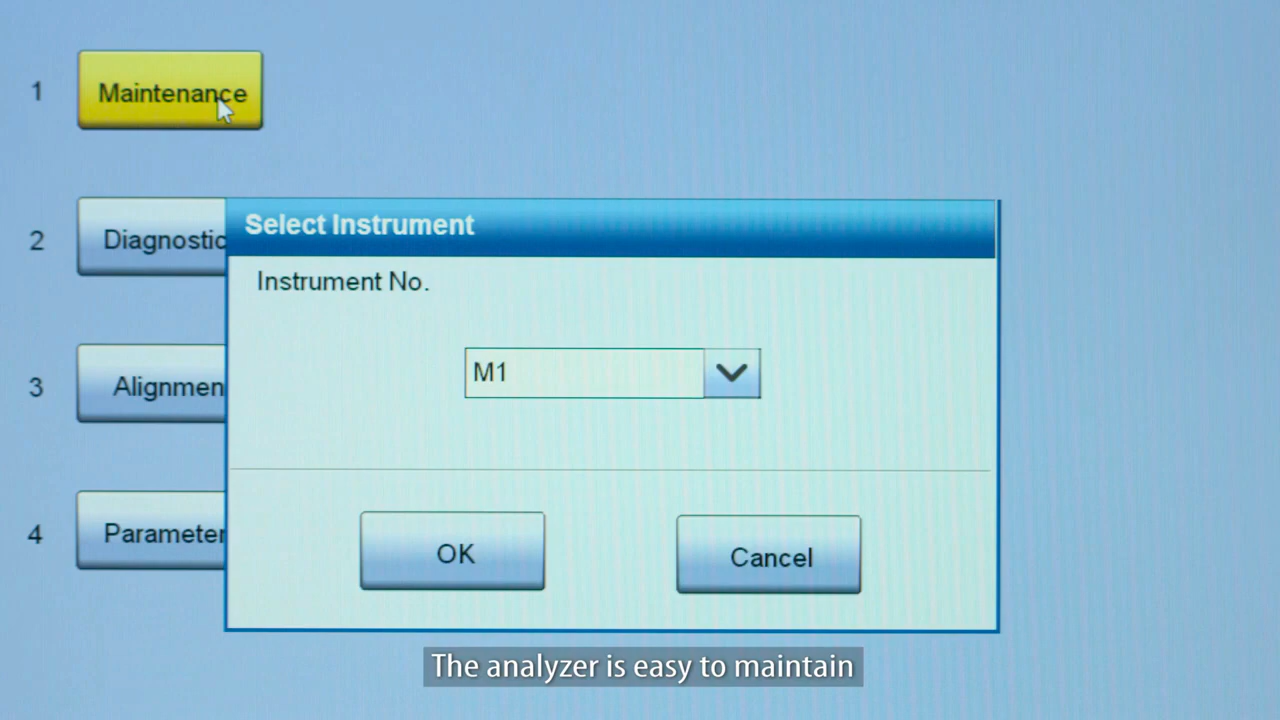 1 Maintenance
2 Diagnostic
Select Instrument
Instrument No.
M1
3 Alignmen
4 Parameter
OK
Cancel
The analyzer is easy to maintain